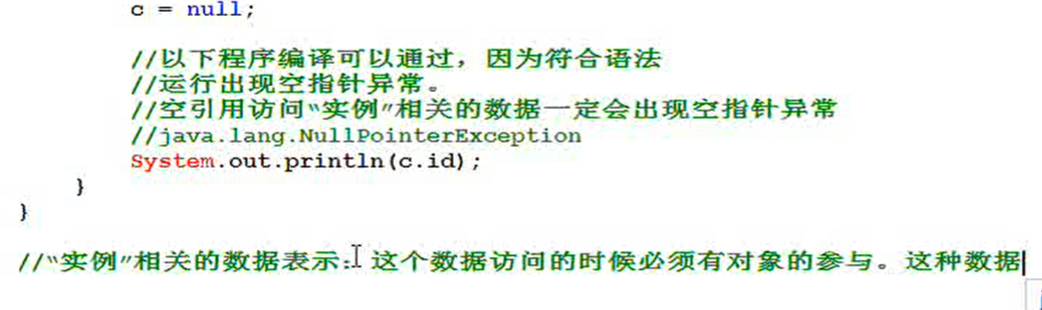 c = null;
//以下程序编译可以通过，因为符合语法
//运行出现空指针异常。
//空引用访问“实例”相关的数据一定会出现空指针异常
//java.lang.NullPointerException
System.out.println(c.id);
}
}
//“实例”相关的数据表示：这个数据访问的时候必须有对象的参与。这种数据